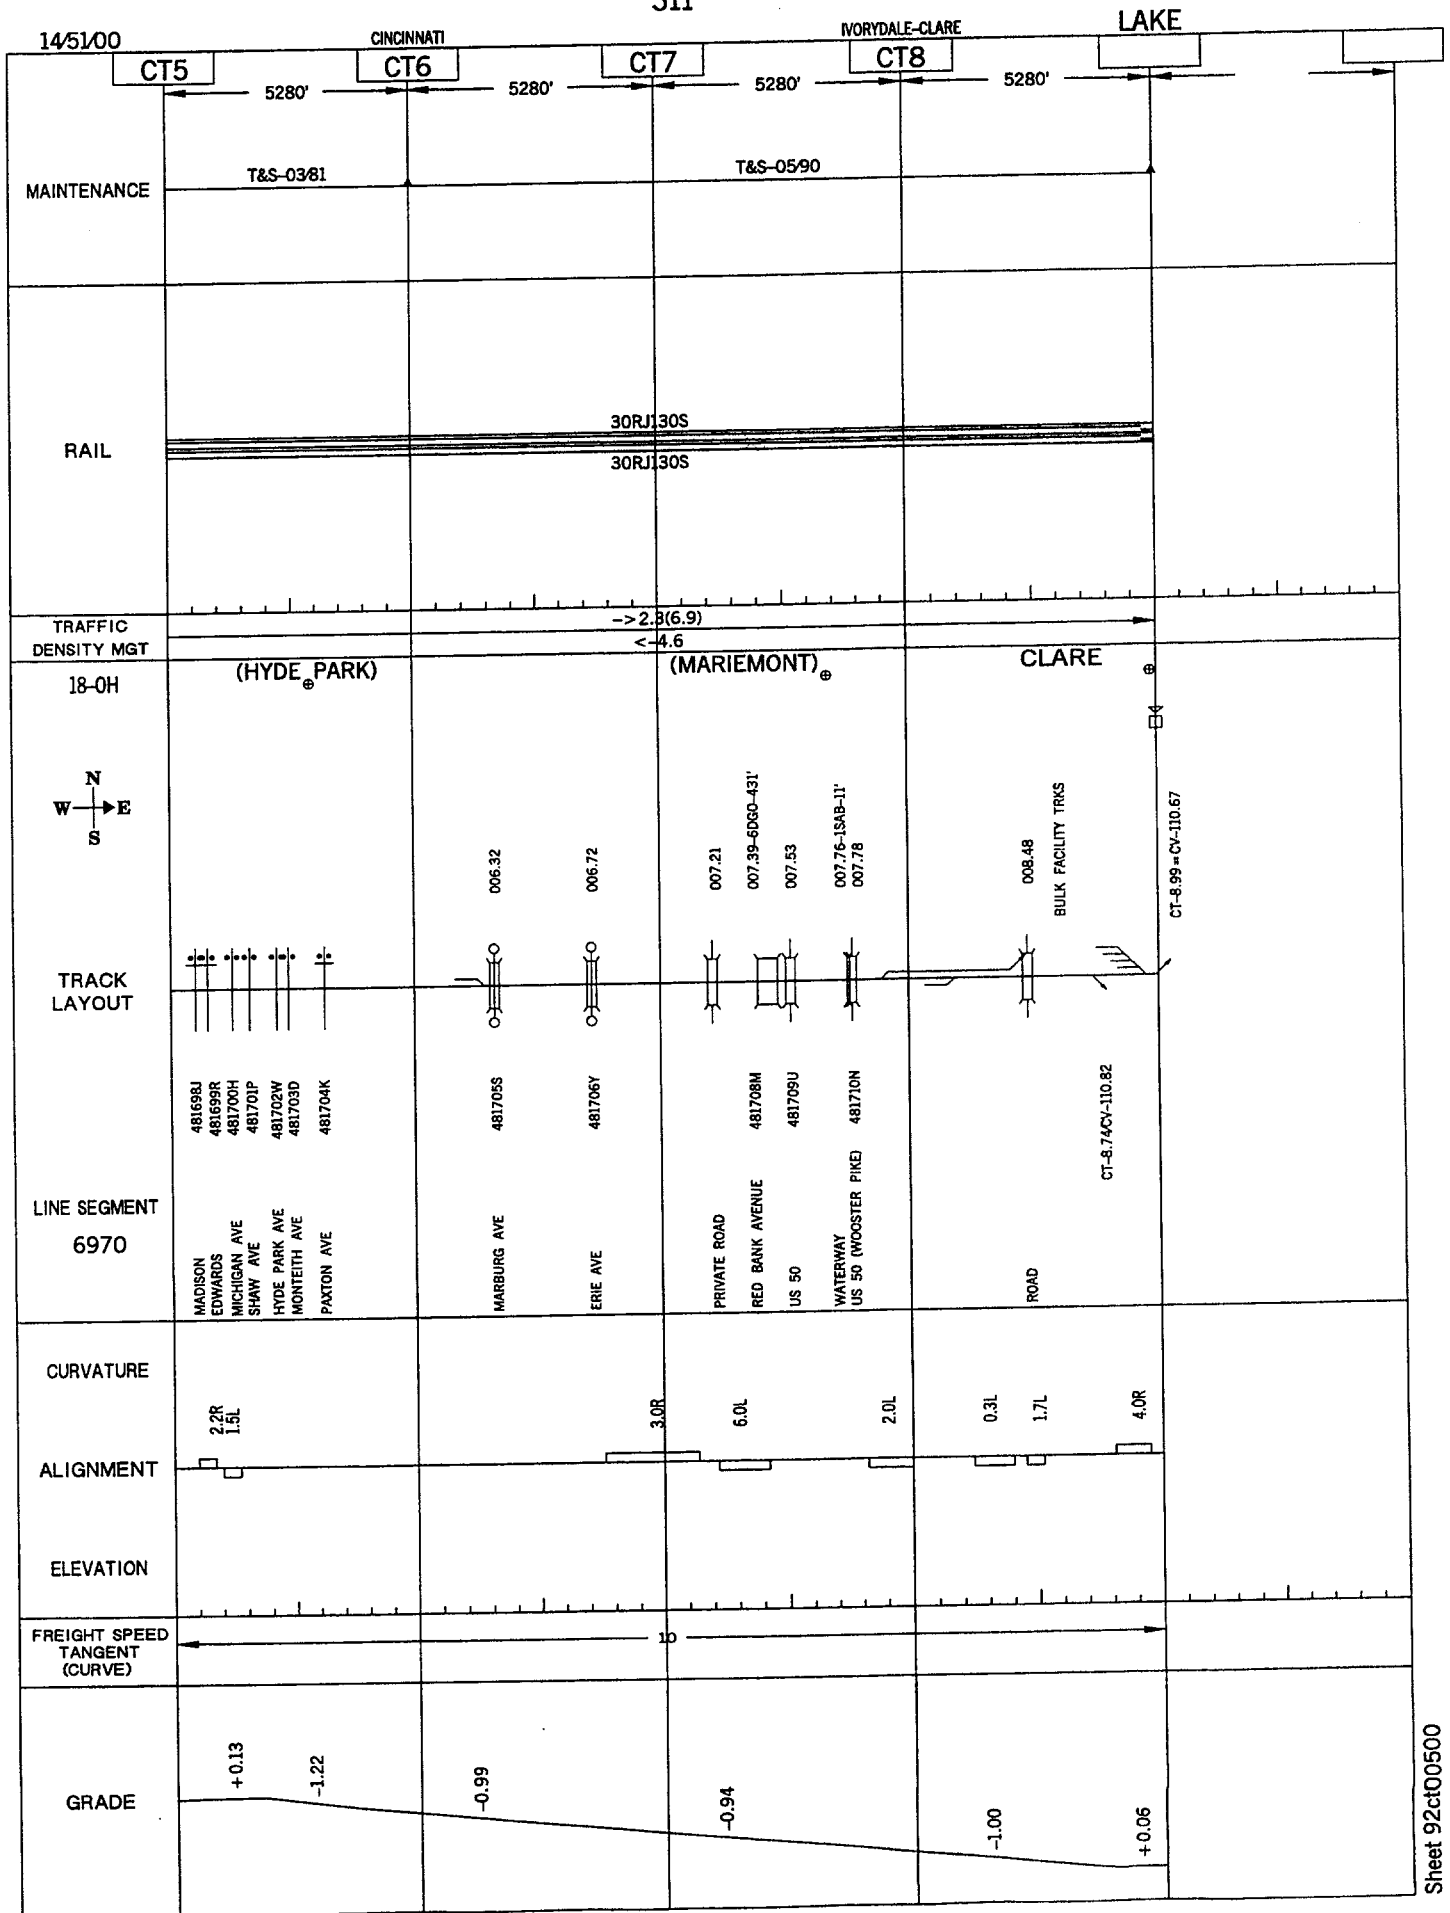 311
14/51/00 CINCINNATI IVORYDALE-CLARE LAKE
CT5 CT6 CT7 CT8
5280' 5280' 5280' 5280'
MAINTENANCE T&S-03/81 T&S-05/90
RAIL
30RJ130S
30RJ130S
TRAFFIC
DENSITY MGT
->2.3(6.9)
<-4.6
18-OH (HYDE PARK) (MARIEMONT) CLARE
N
W E
S
006.32 006.72 007.21 007.39-6DGO-431' 007.53 007.76-1SAB-11' 007.78 008.48 BULK FACILITY TRKS CT-8.99=CV-110.67
TRACK
LAYOUT
481698J 481699R 481700H 481701P 481702W 481703D 481704K 481705S 481706Y 481708M 481709U 481710N CT-8.74/CV-110.82
LINE SEGMENT
6970
MADISON
EDWARDS
MICHIGAN AVE
SHAW AVE
HYDE PARK AVE
MONTEITH AVE
PAXTON AVE
MARBURG AVE
ERIE AVE
PRIVATE ROAD
RED BANK AVENUE
US 50
WATERWAY
US 50 (WOOSTER PIKE)
ROAD
CURVATURE
2.2R 1.5L 3.0R 6.0L 2.0L 0.3L 1.7L 4.0R
ALIGNMENT
ELEVATION
FREIGHT SPEED
TANGENT
(CURVE)
10
GRADE
+0.13 -1.22 -0.99 -0.94 -1.00 +0.06
Sheet 92ct00500